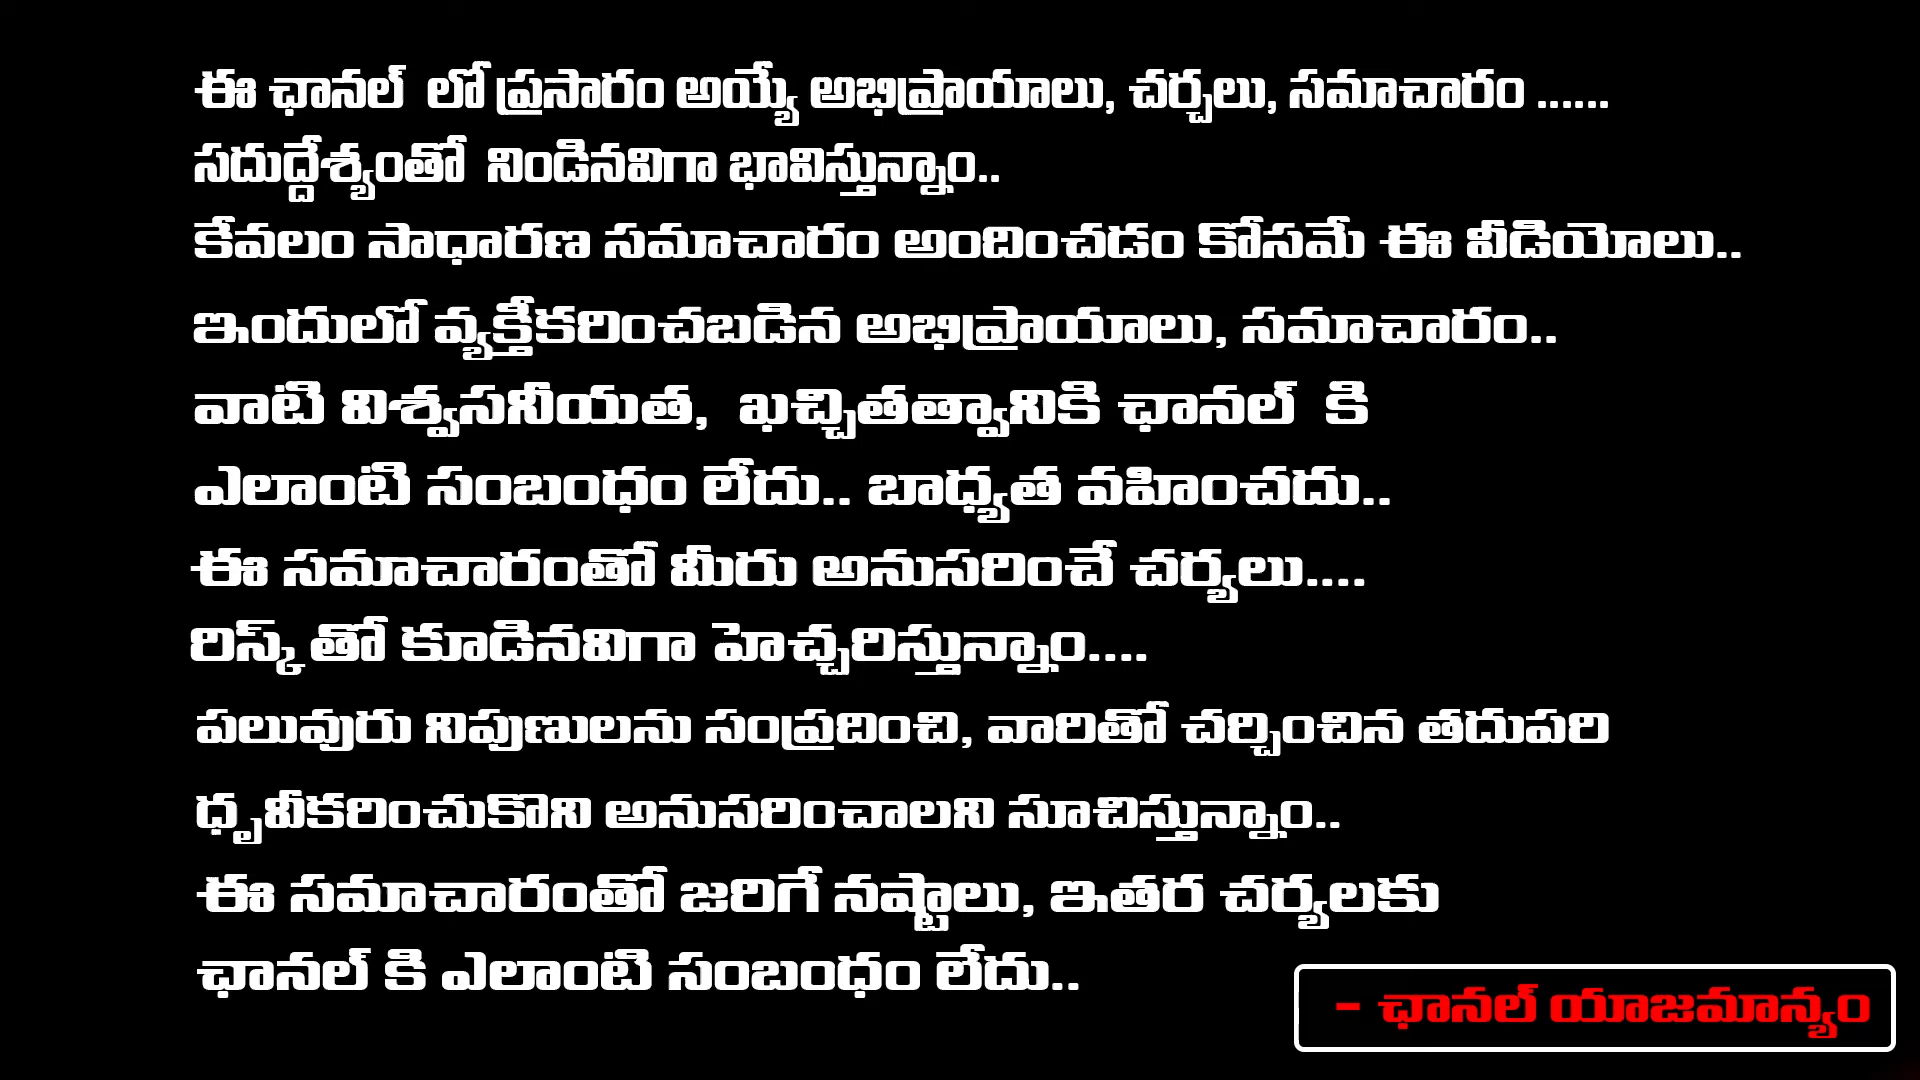 ఈ ఛానల్ లో ప్రసారం అయ్యే అభిప్రాయాలు, చర్చలు, సమాచారం ......
సదుద్దేశ్యంతో నిండినవిగా భావిస్తున్నాం..
కేవలం సాధారణ సమాచారం అందించడం కోసమే ఈ వీడియోలు..
ఇందులో వ్యక్తీకరించబడిన అభిప్రాయాలు, సమాచారం..
వాటి విశ్వసనీయత, ఖచ్చితత్వానికి ఛానల్ కి
ఎలాంటి సంబంధం లేదు.. బాధ్యత వహించదు..
ఈ సమాచారంతో మీరు అనుసరించే చర్యలు....
రిస్క్ తో కూడినవిగా హెచ్చరిస్తున్నాం....
పలువురు నిపుణులను సంప్రదించి, వారితో చర్చించిన తదుపరి
ధృవీకరించుకొని అనుసరించాలని సూచిస్తున్నాం..
ఈ సమాచారంతో జరిగే నష్టాలు, ఇతర చర్యలకు
ఛానల్ కి ఎలాంటి సంబంధం లేదు..
- ఛానల్ యాజమాన్యం